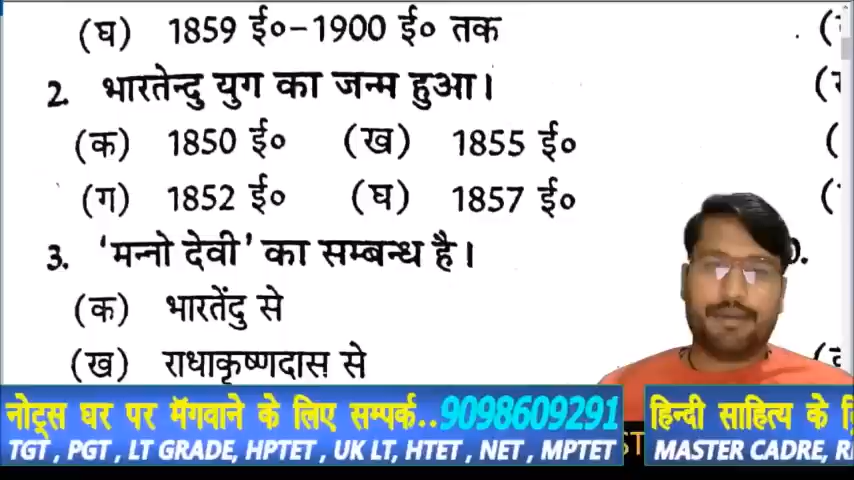 (घ) 1859 ई०–1900 ई० तक
2. भारतेन्दु युग का जन्म हुआ।
(क) 1850 ई० (ख) 1855 ई०
(ग) 1852 ई० (घ) 1857 ई०
3. 'मन्नो देवी' का सम्बन्ध है।
(क) भारतेंदु से
(ख) राधाकृष्णदास से
नोट्स घर पर मॅगवाने के लिए सम्पर्क..9098609291 हिन्दी साहित्य के
TGT , PGT , LT GRADE, HPTET , UK LT, HTET , NET , MPTET MASTER CADRE,